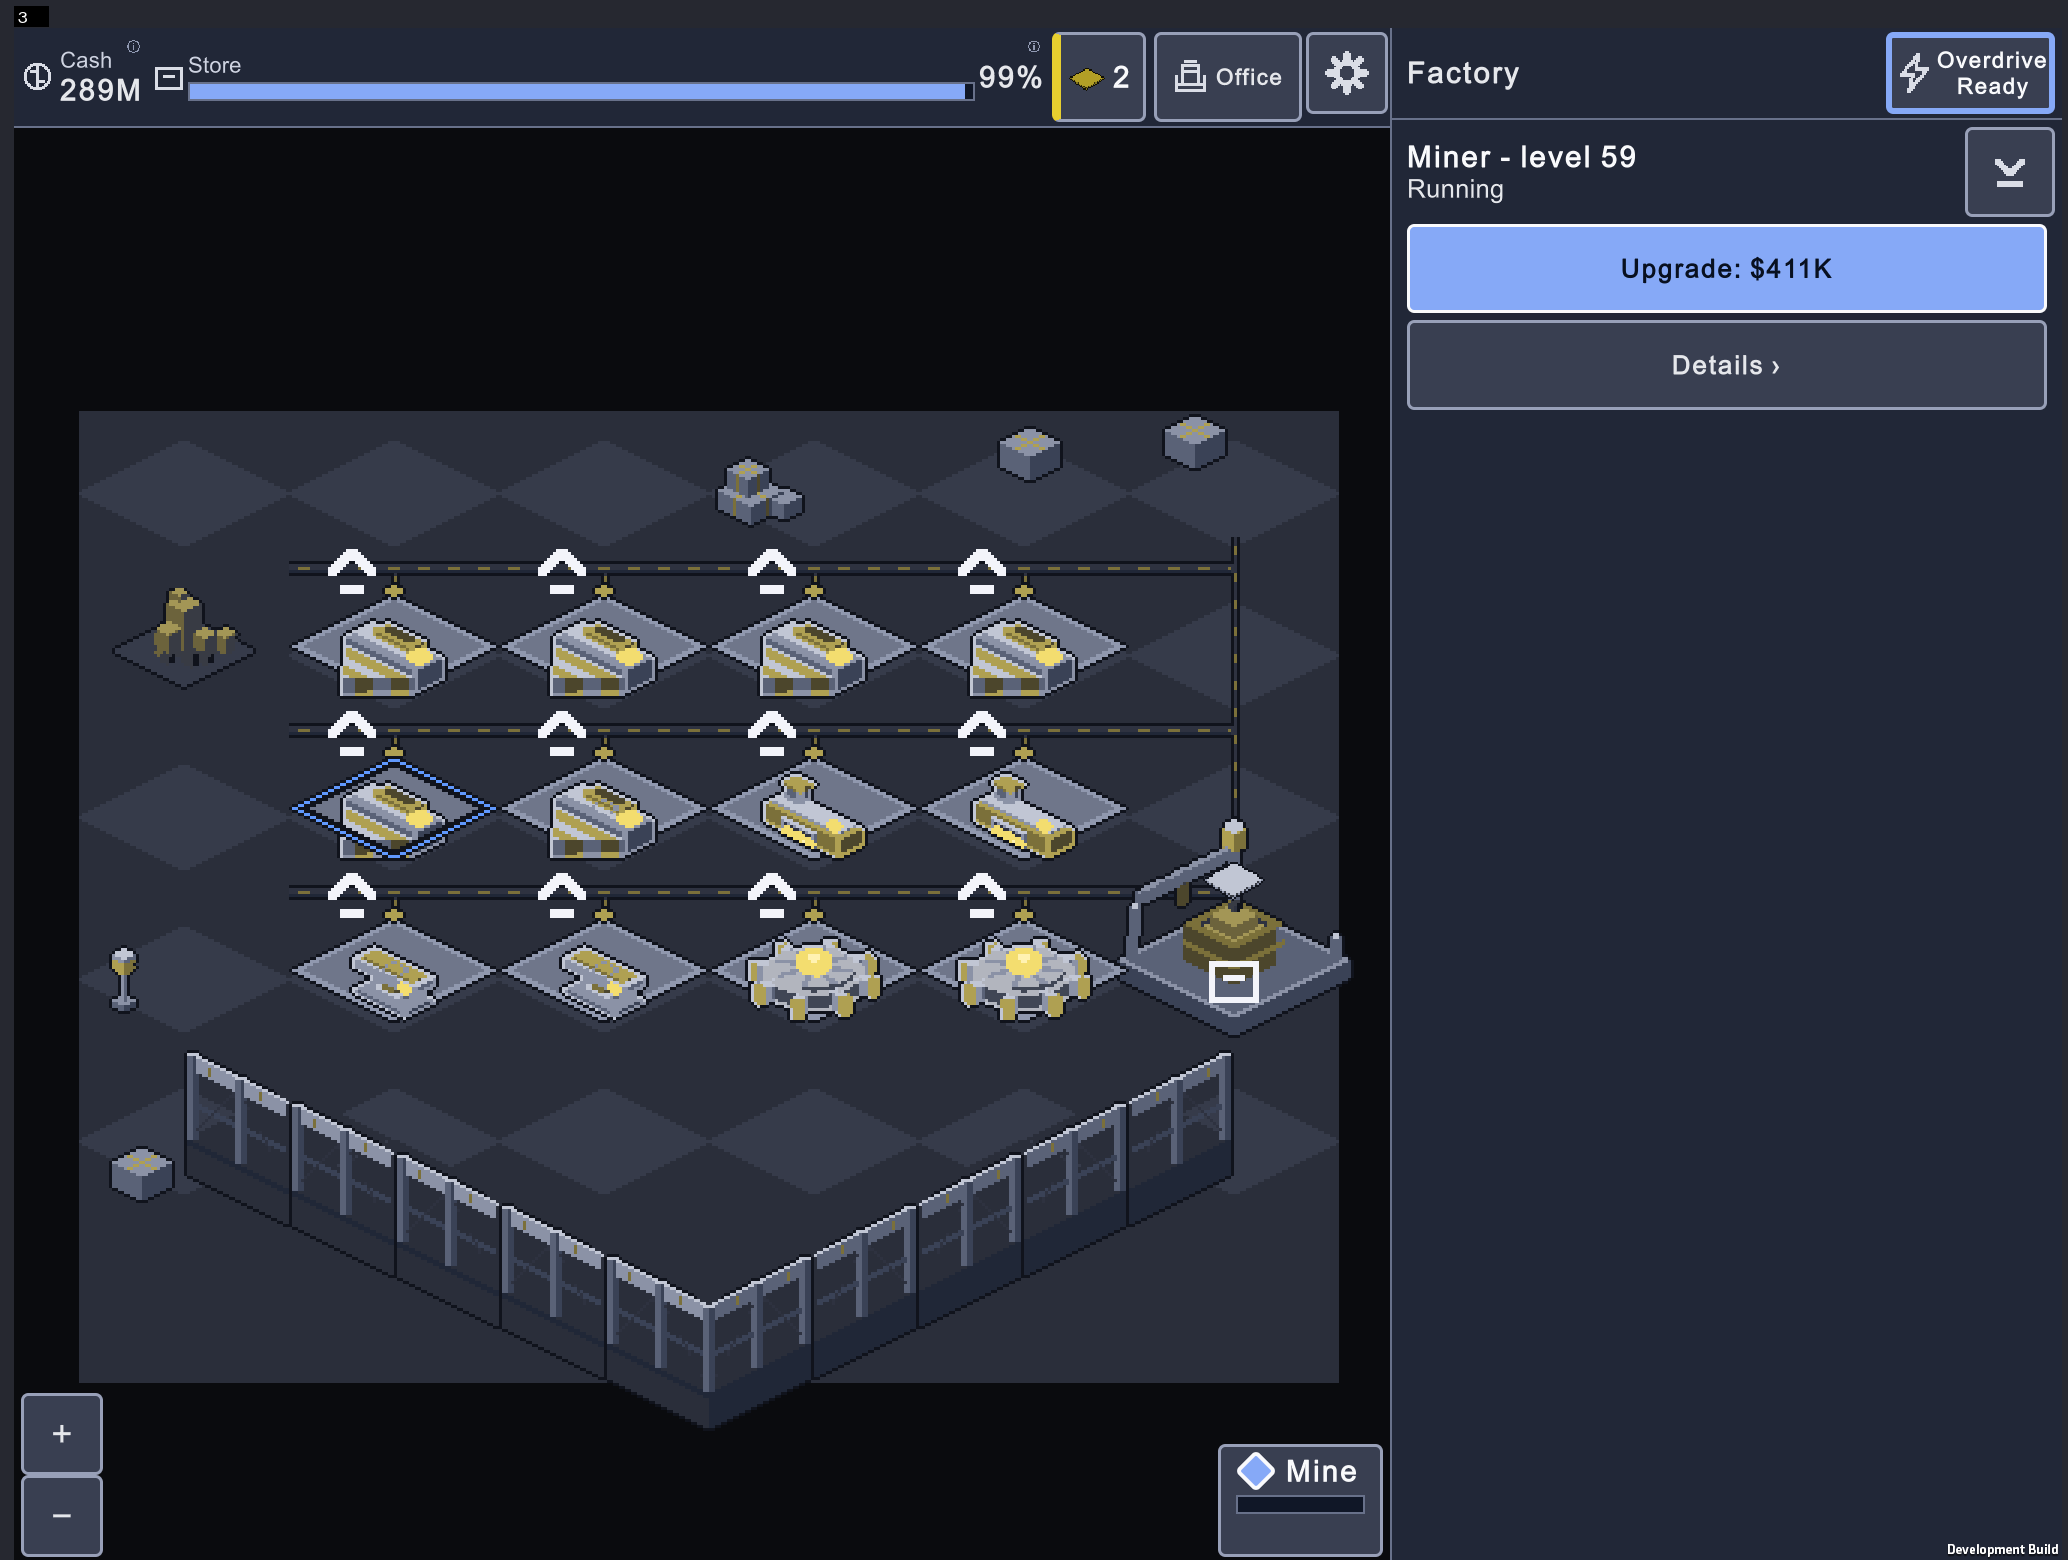 3
Cash
289M
Store
99%
2
Office
Factory
Overdrive
Ready
Miner - level 59
Running
Upgrade: $411K
Details ›
+
−
Mine
Development Build